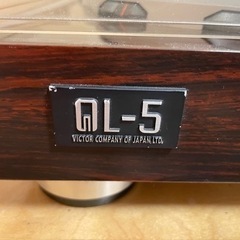 QL-5
VICTOR COMPANY OF JAPAN, LTD.